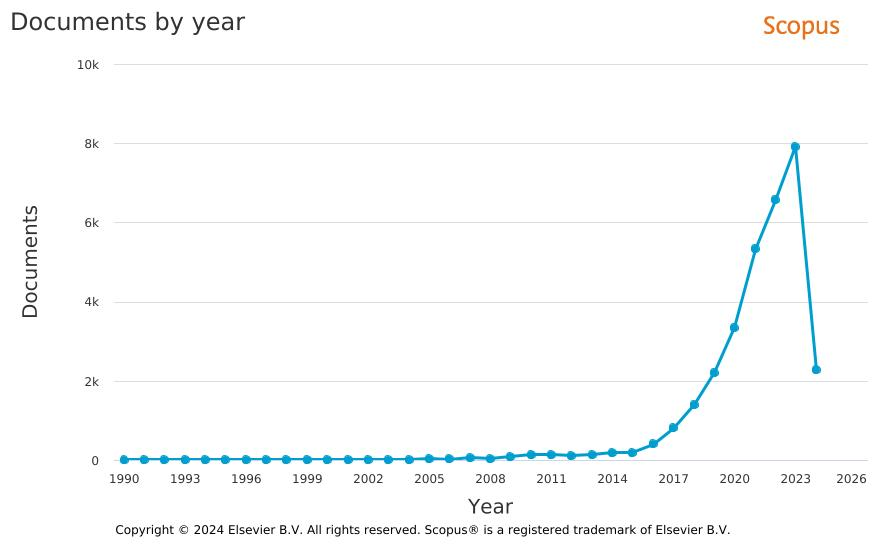 Documents by year
Scopus
10k
8k
6k
4k
2k
0
Documents
1990 1993 1996 1999 2002 2005 2008 2011 2014 2017 2020 2023 2026
Year
Copyright © 2024 Elsevier B.V. All rights reserved. Scopus® is a registered trademark of Elsevier B.V.